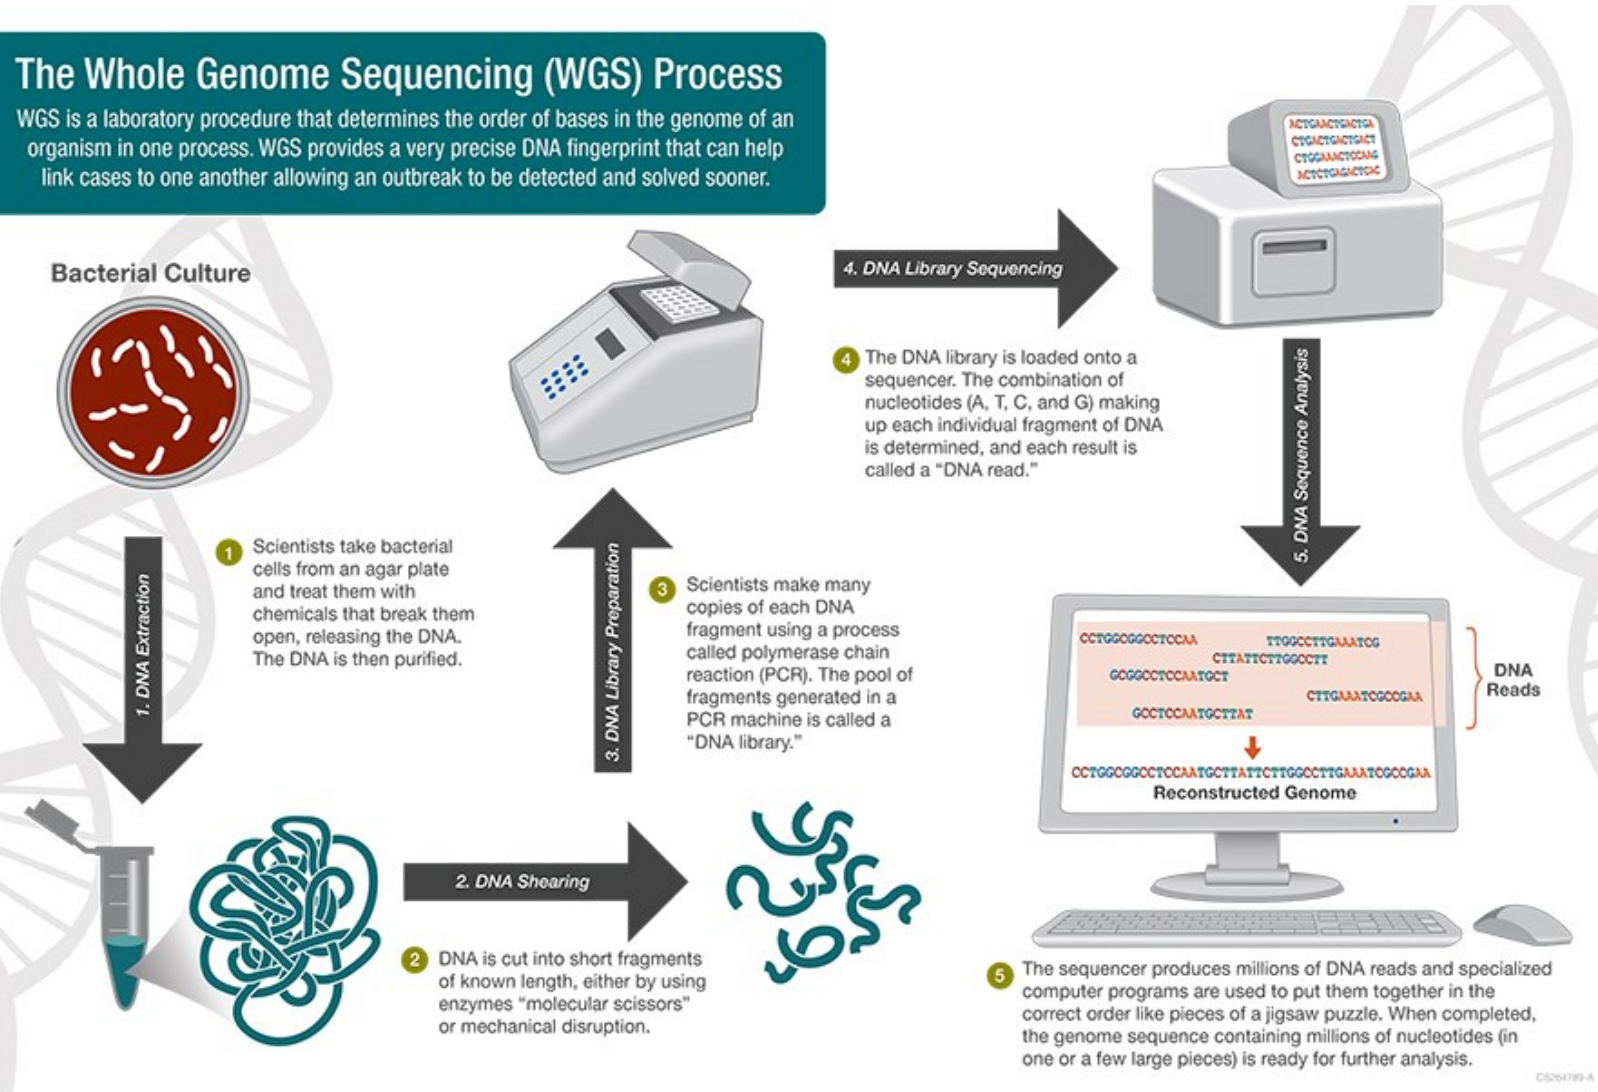 The Whole Genome Sequencing (WGS) Process
WGS is a laboratory procedure that determines the order of bases in the genome of an
organism in one process. WGS provides a very precise DNA fingerprint that can help
link cases to one another allowing an outbreak to be detected and solved sooner.
Bacterial Culture
1. DNA Extraction
1 Scientists take bacterial
cells from an agar plate
and treat them with
chemicals that break them
open, releasing the DNA.
The DNA is then purified.
2. DNA Shearing
2 DNA is cut into short fragments
of known length, either by using
enzymes “molecular scissors”
or mechanical disruption.
3. DNA Library Preparation
3 Scientists make many
copies of each DNA
fragment using a process
called polymerase chain
reaction (PCR). The pool of
fragments generated in a
PCR machine is called a
“DNA library.”
4. DNA Library Sequencing
4 The DNA library is loaded onto a
sequencer. The combination of
nucleotides (A, T, C, and G) making
up each individual fragment of DNA
is determined, and each result is
called a “DNA read.”
ACTGAACTGACTGA
CTGACTGACTGACT
CTGGAAACTCCAAG
ACTCTGAGACTGAC
5. DNA Sequence Analysis
CCTGGCGGCCTCCAA
TTGGCCTTGAAATCG
CTTATTCTTGGCCTT
GCGGCCTCCAATGCT
CTTGAAATCGCCGAA
GCCTCCAATGCTTAT
DNA
Reads
CCTGGCGGCCTCCAATGCTTATTCTTGGCCTTGAAATCGCCGAA
Reconstructed Genome
5 The sequencer produces millions of DNA reads and specialized
computer programs are used to put them together in the
correct order like pieces of a jigsaw puzzle. When completed,
the genome sequence containing millions of nucleotides (in
one or a few large pieces) is ready for further analysis.
CS264789-A